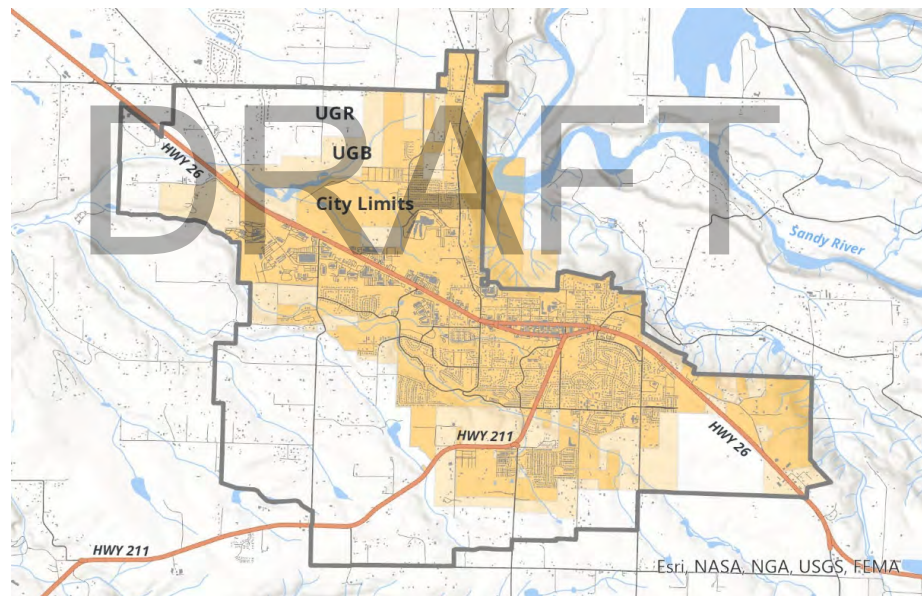 UGR
DRAFT
UGB
HWY 26
City Limits
Sandy River
HWY 211
HWY 26
HWY 211
Esri, NASA, NGA, USGS, FEMA